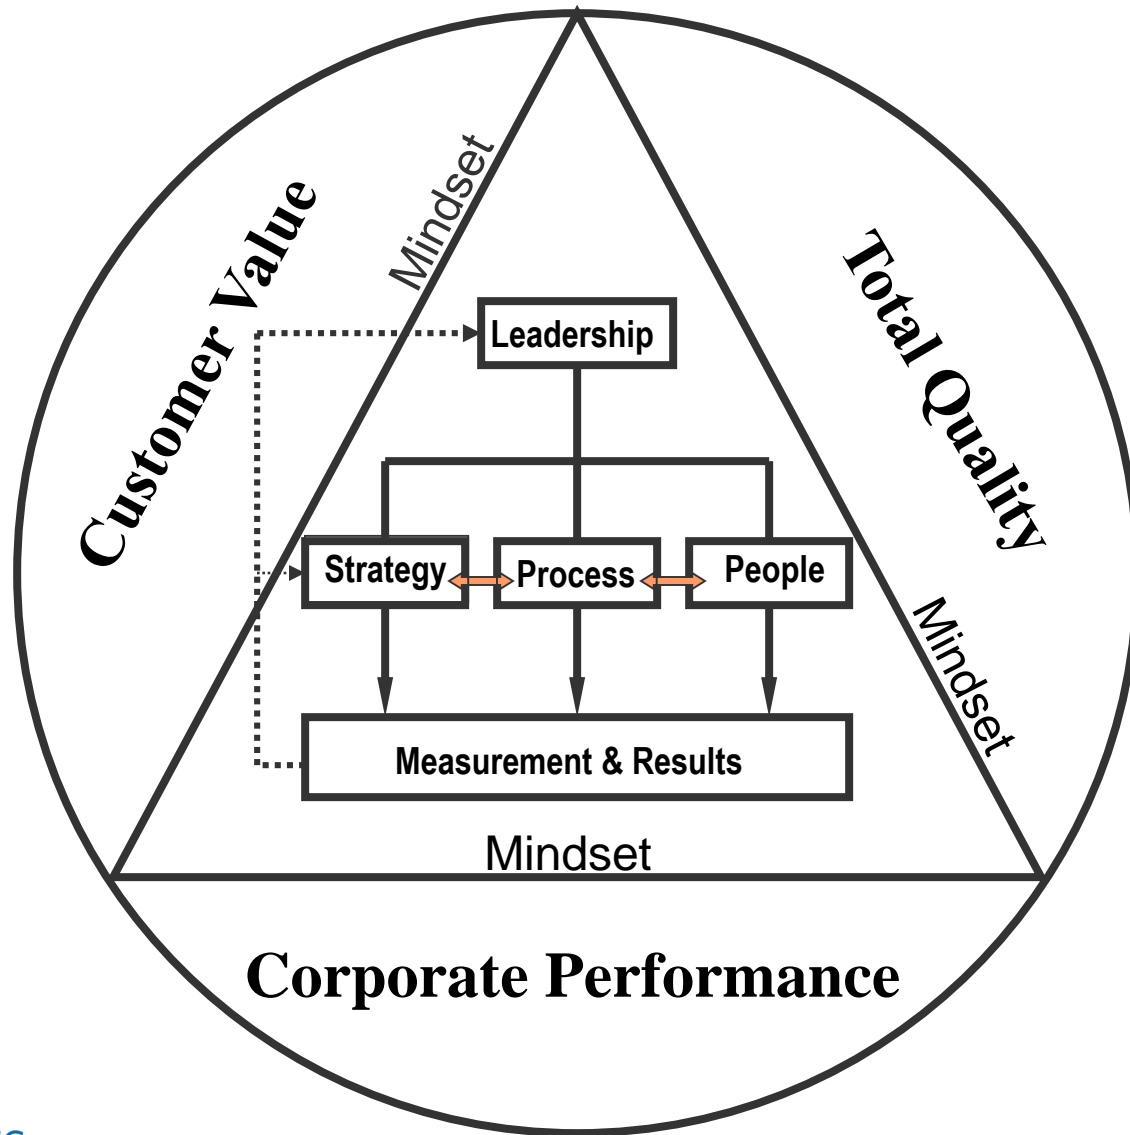 Mindset
Customer Value
Total Quality
Leadership
Strategy
Process
People
Mindset
Measurement & Results
Mindset
Corporate Performance